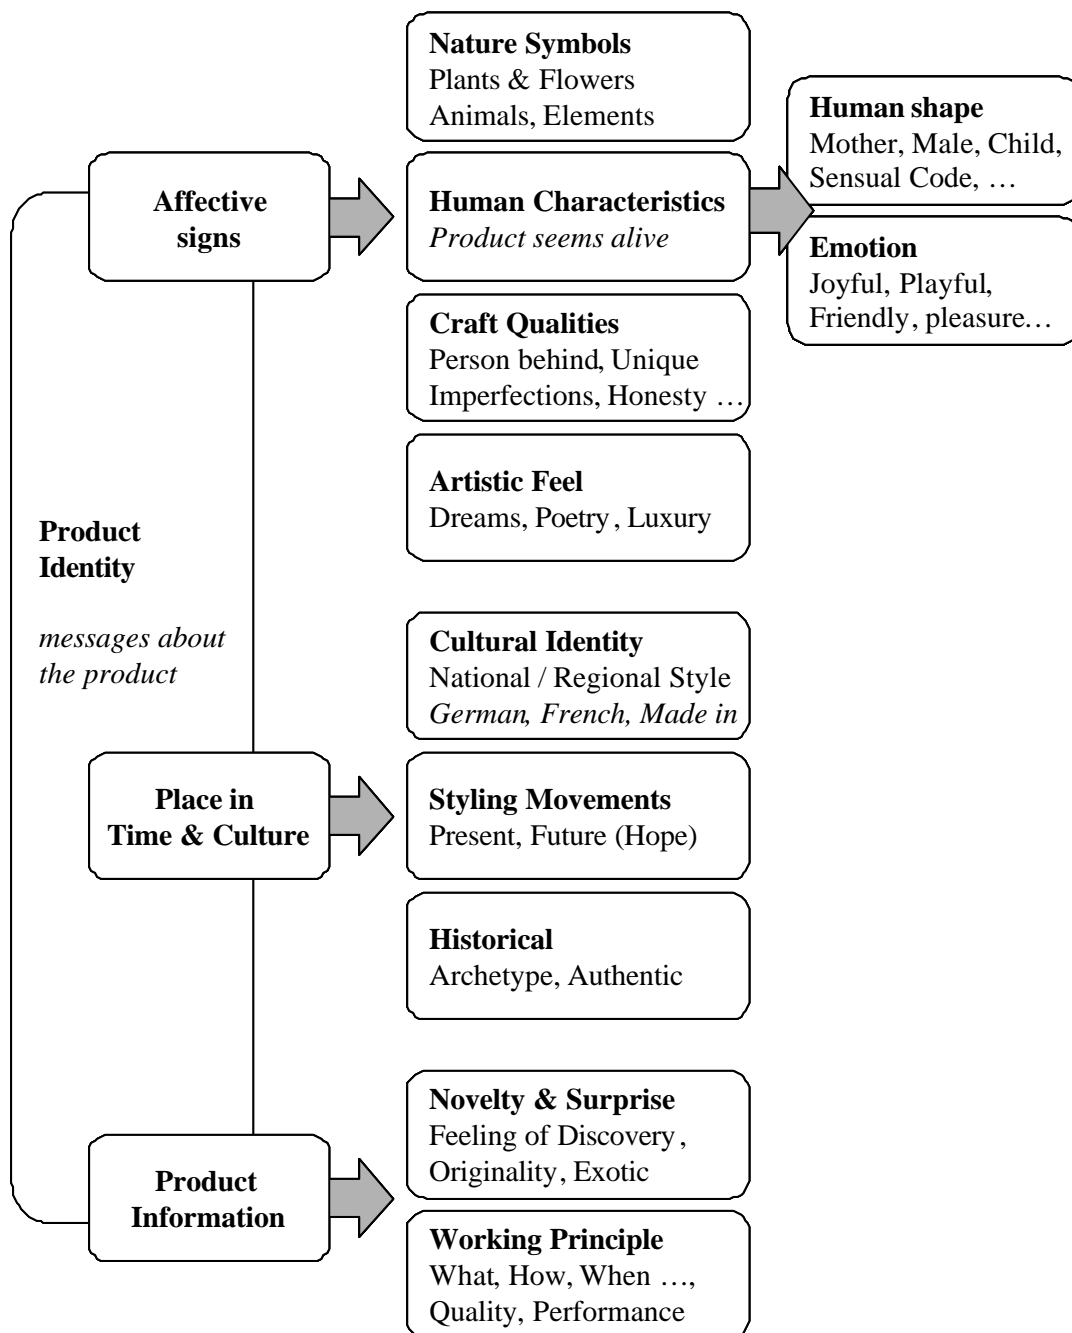 Product
Identity
messages about
the product
Affective
signs
Nature Symbols
Plants & Flowers
Animals, Elements
Human Characteristics
Product seems alive
Human shape
Mother, Male, Child,
Sensual Code, …
Emotion
Joyful, Playful,
Friendly, pleasure…
Craft Qualities
Person behind, Unique
Imperfections, Honesty …
Artistic Feel
Dreams, Poetry, Luxury
Place in
Time & Culture
Cultural Identity
National / Regional Style
German, French, Made in
Styling Movements
Present, Future (Hope)
Historical
Archetype, Authentic
Product
Information
Novelty & Surprise
Feeling of Discovery,
Originality, Exotic
Working Principle
What, How, When …,
Quality, Performance